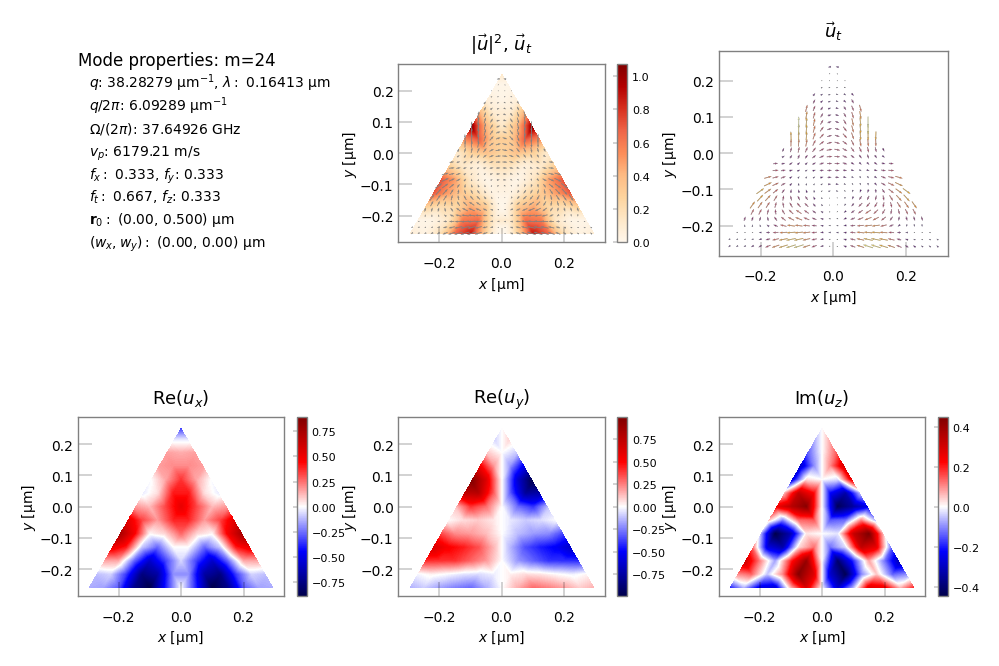 Mode properties: m=24
q: 38.28279 μm⁻¹, λ: 0.16413 μm
q/2π: 6.09289 μm⁻¹
Ω/(2π): 37.64926 GHz
v_p: 6179.21 m/s
f_x: 0.333, f_y: 0.333
f_t: 0.667, f_z: 0.333
r₀: (0.00, 0.500) μm
(w_x, w_y): (0.00, 0.00) μm
|u⃗|², u⃗_t
0.2
0.1
0.0
−0.1
−0.2
y [μm]
−0.2 0.0 0.2
x [μm]
1.0
0.8
0.6
0.4
0.2
0.0
u⃗_t
0.2
0.1
0.0
−0.1
−0.2
y [μm]
−0.2 0.0 0.2
x [μm]
Re(u_x)
0.2
0.1
0.0
−0.1
−0.2
y [μm]
−0.2 0.0 0.2
x [μm]
0.75
0.50
0.25
0.00
−0.25
−0.50
−0.75
Re(u_y)
0.2
0.1
0.0
−0.1
−0.2
y [μm]
−0.2 0.0 0.2
x [μm]
0.75
0.50
0.25
0.00
−0.25
−0.50
−0.75
Im(u_z)
0.2
0.1
0.0
−0.1
−0.2
y [μm]
−0.2 0.0 0.2
x [μm]
0.4
0.2
0.0
−0.2
−0.4